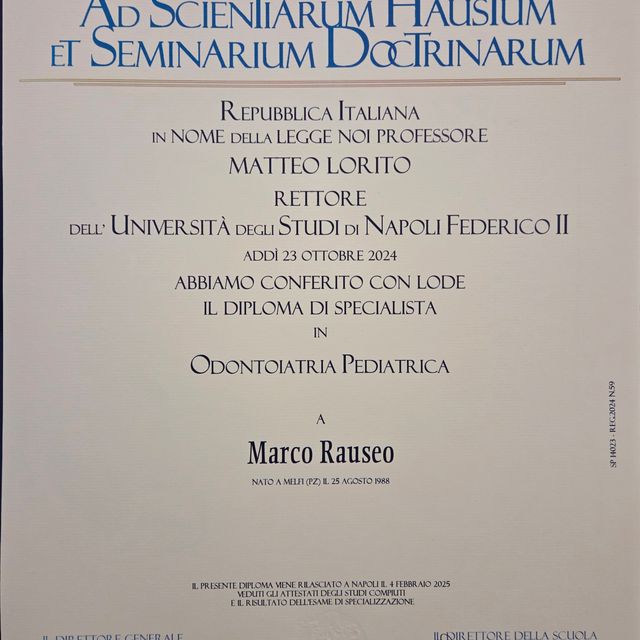 Ad Scientiarum Haustum
et Seminarium Doctrinarum
Repubblica Italiana
in nome della legge noi professore
MATTEO LORITO
RETTORE
dell' Università degli Studi di Napoli Federico II
addì 23 ottobre 2024
abbiamo conferito con lode
il diploma di specialista
in
Odontoiatria Pediatrica
a
Marco Rauseo
nato a Melfi (PZ) il 25 agosto 1988
SP 14023 - REG.2024 N.59
Il presente diploma viene rilasciato a Napoli il 4 febbraio 2025
veduti gli attestati degli studi compiuti
e il risultato dell'esame di specializzazione
IL DIRETTORE GENERALE
IL DIRETTORE DELLA SCUOLA